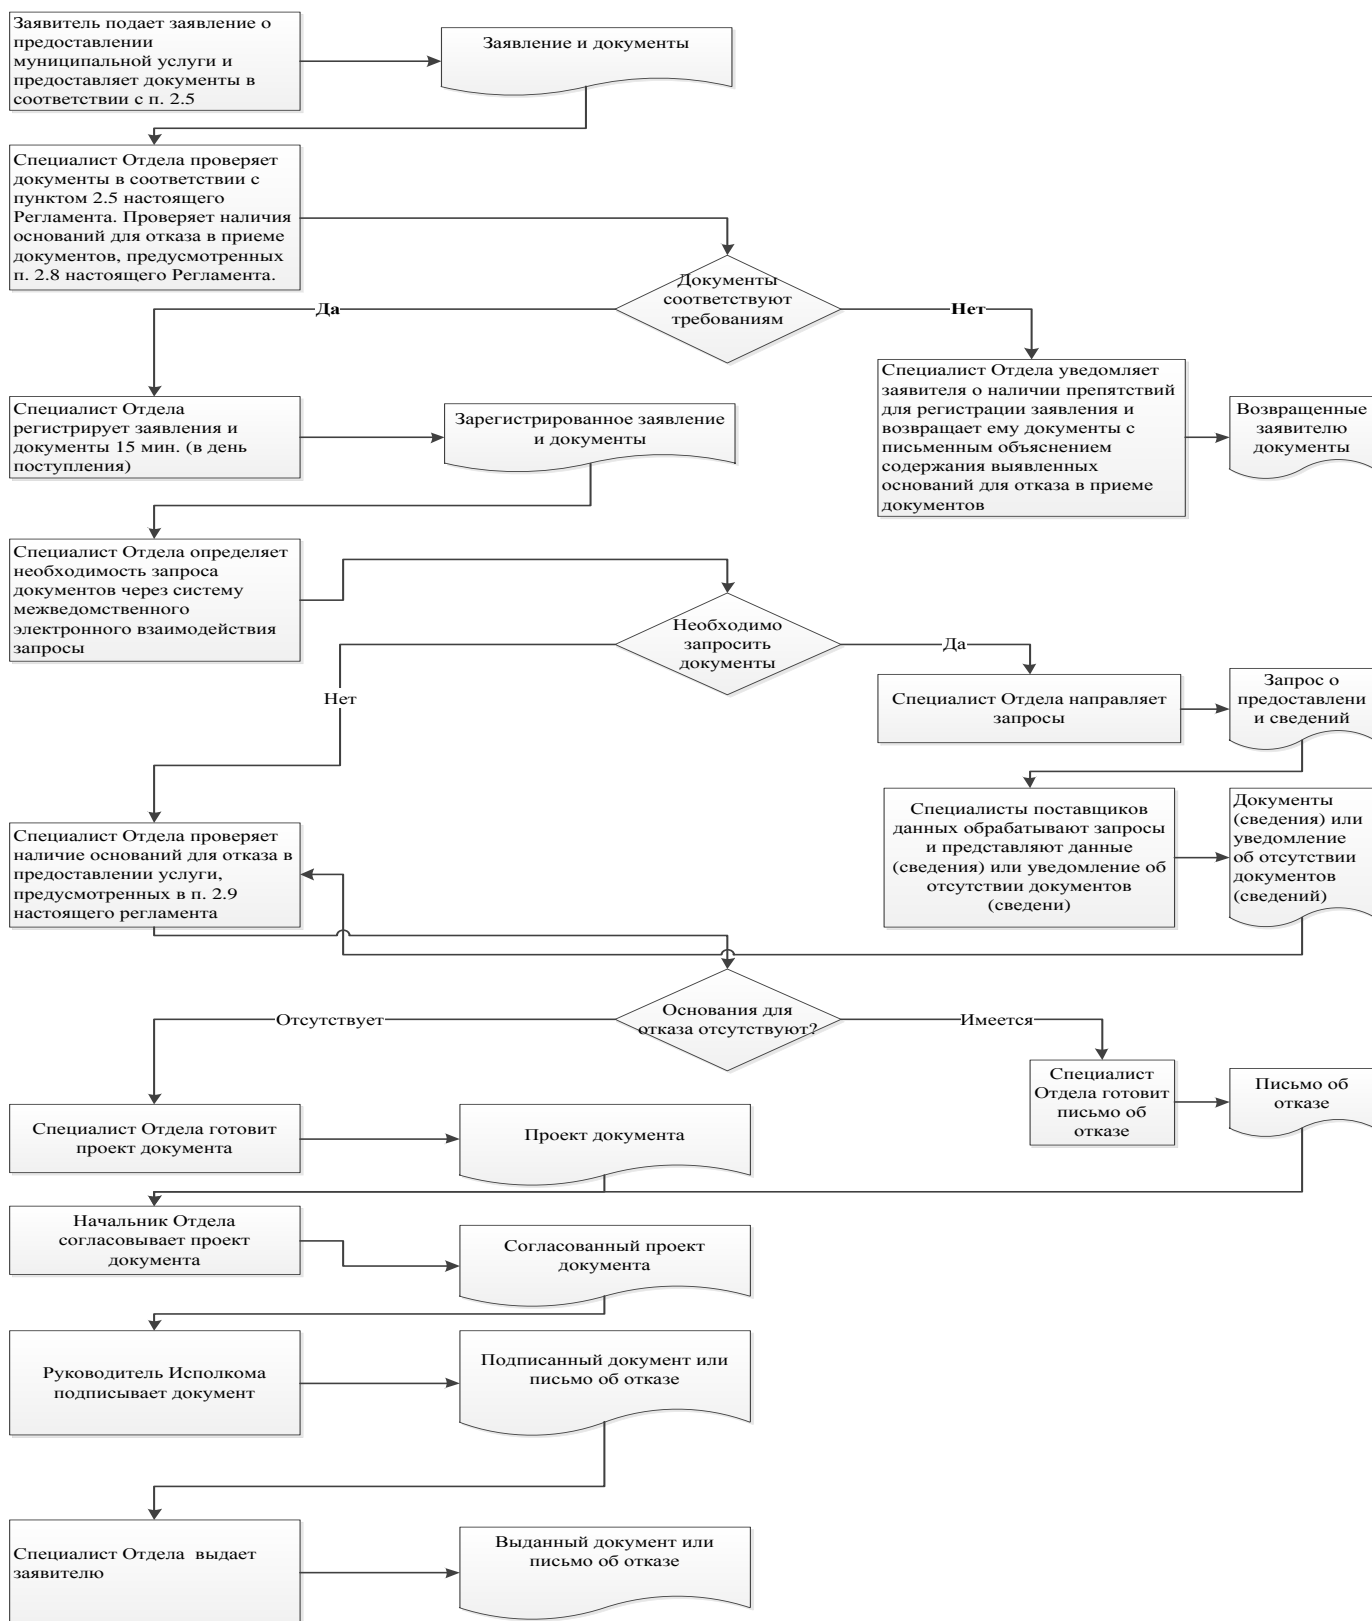 Заявитель подает заявление о
предоставлении
муниципальной услуги и
предоставляет документы в
соответствии с п. 2.5
Заявление и документы
Специалист Отдела проверяет
документы в соответствии с
пунктом 2.5 настоящего
Регламента. Проверяет наличия
оснований для отказа в приеме
документов, предусмотренных
п. 2.8 настоящего Регламента.
Документы
соответствуют
требованиям
Да
Нет
Специалист Отдела
регистрирует заявления и
документы 15 мин. (в день
поступления)
Зарегистрированное заявление
и документы
Специалист Отдела уведомляет
заявителя о наличии препятствий
для регистрации заявления и
возвращает ему документы с
письменным объяснением
содержания выявленных
оснований для отказа в приеме
документов
Возвращенные
заявителю
документы
Специалист Отдела определяет
необходимость запроса
документов через систему
межведомственного
электронного взаимодействия
запросы
Необходимо
запросить
документы
Да
Нет
Специалист Отдела направляет
запросы
Запрос о
предоставлени
и сведений
Специалисты поставщиков
данных обрабатывают запросы
и представляют данные
(сведения) или уведомление об
отсутствии документов
(сведени)
Документы
(сведения) или
уведомление
об отсутствии
документов
(сведений)
Специалист Отдела проверяет
наличие оснований для отказа в
предоставлении услуги,
предусмотренных в п. 2.9
настоящего регламента
Основания для
отказа отсутствуют?
Отсутствует
Имеется
Специалист
Отдела готовит
письмо об
отказе
Письмо об
отказе
Специалист Отдела готовит
проект документа
Проект документа
Начальник Отдела
согласовывает проект
документа
Согласованный проект
документа
Руководитель Исполкома
подписывает документ
Подписанный документ или
письмо об отказе
Специалист Отдела  выдает
заявителю
Выданный документ или
письмо об отказе